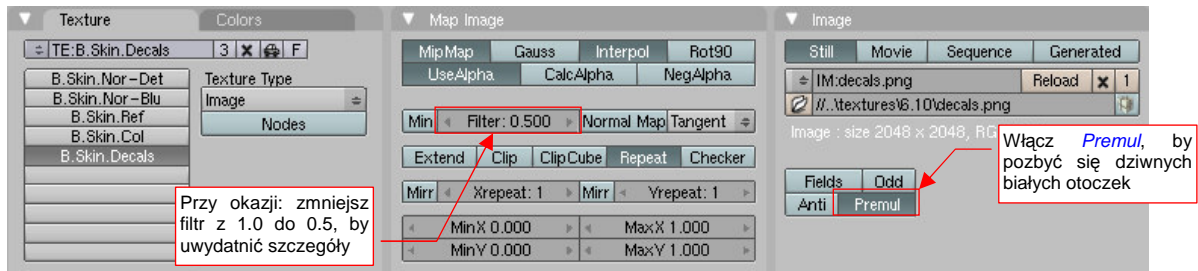 Texture Colors
TE:B.Skin.Decals 3 F
B.Skin.Nor-Det
B.Skin.Nor-Blu
B.Skin.Ref
B.Skin.Col
B.Skin.Decals
Texture Type
Image
Nodes
Przy okazji: zmniejsz
filtr z 1.0 do 0.5, by
uwydatnić szczegóły
Map Image
MipMap Gauss Interpol Rot90
UseAlpha CalcAlpha NegAlpha
Min Filter: 0.500 Normal Map Tangent
Extend Clip ClipCube Repeat Checker
Mirr Xrepeat: 1 Mirr Yrepeat: 1
MinX 0.000 MaxX 1.000
MinY 0.000 MaxY 1.000
Image
Still Movie Sequence Generated
IM:decals.png Reload 1
//..\textures\6.10\decals.png
Image : size 2048 x 2048, RG
Fields Odd
Anti Premul
Włącz Premul, by
pozbyć się dziwnych
białych otoczek